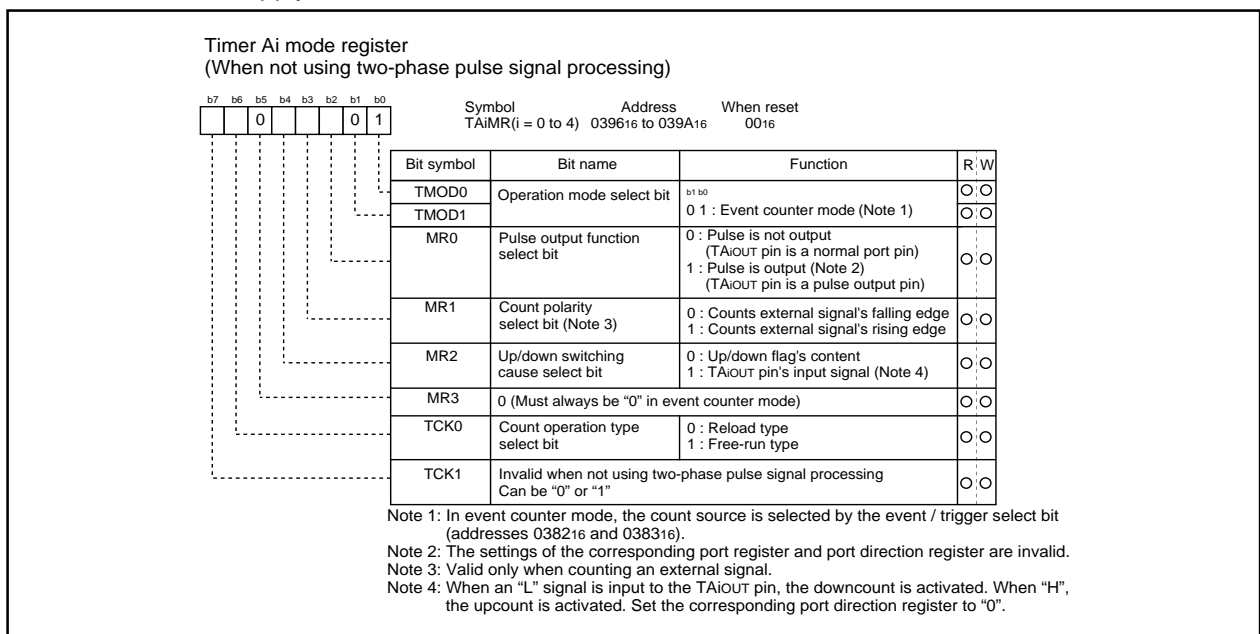 Timer Ai mode register
(When not using two-phase pulse signal processing)
b7 b6 b5 b4 b3 b2 b1 b0
0 0 1
Symbol Address When reset
TAiMR(i = 0 to 4) 039616 to 039A16 0016
Bit symbol Bit name Function R W
TMOD0 Operation mode select bit b1 b0
TMOD1 0 1 : Event counter mode (Note 1)
MR0 Pulse output function select bit 0 : Pulse is not output
(TAiOUT pin is a normal port pin)
1 : Pulse is output (Note 2)
(TAiOUT pin is a pulse output pin)
MR1 Count polarity select bit (Note 3) 0 : Counts external signal's falling edge
1 : Counts external signal's rising edge
MR2 Up/down switching cause select bit 0 : Up/down flag's content
1 : TAiOUT pin's input signal (Note 4)
MR3 0 (Must always be “0” in event counter mode)
TCK0 Count operation type select bit 0 : Reload type
1 : Free-run type
TCK1 Invalid when not using two-phase pulse signal processing
Can be “0” or “1”
Note 1: In event counter mode, the count source is selected by the event / trigger select bit
(addresses 038216 and 038316).
Note 2: The settings of the corresponding port register and port direction register are invalid.
Note 3: Valid only when counting an external signal.
Note 4: When an “L” signal is input to the TAiOUT pin, the downcount is activated. When “H”,
the upcount is activated. Set the corresponding port direction register to “0”.